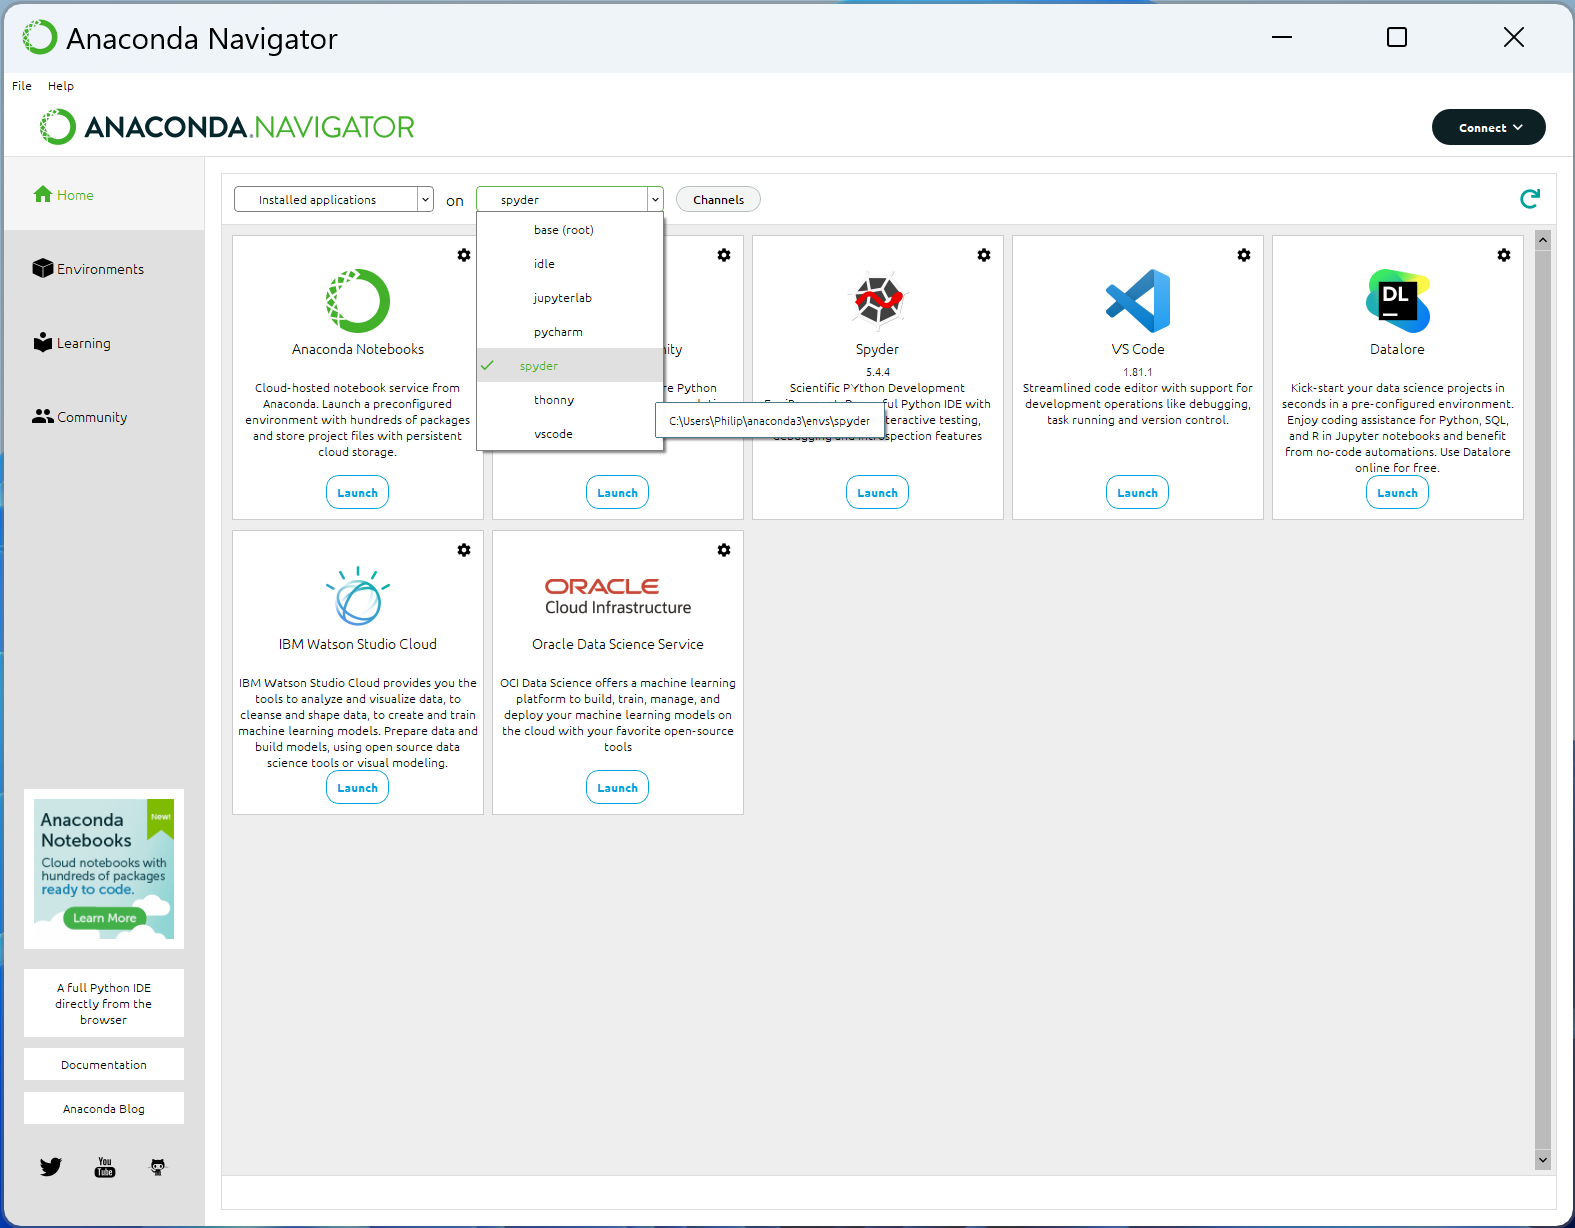 Anaconda Navigator
File Help
ANACONDA.NAVIGATOR
Connect
Home
Environments
Learning
Community
Installed applications
on
spyder
Channels
base (root)
idle
jupyterlab
pycharm
spyder
thonny
vscode
C:\Users\Philip\anaconda3\envs\spyder
Anaconda Notebooks
Cloud-hosted notebook service from
Anaconda. Launch a preconfigured
environment with hundreds of packages
and store project files with persistent
cloud storage.
Launch
Python
Launch
Spyder
5.4.4
Scientific PYthon Development
Python IDE with
testing,
features
Launch
VS Code
1.81.1
Streamlined code editor with support for
development operations like debugging,
task running and version control.
Launch
DL
Datalore
Kick-start your data science projects in
seconds in a pre-configured environment.
Enjoy coding assistance for Python, SQL,
and R in Jupyter notebooks and benefit
from no-code automations. Use Datalore
online for free.
Launch
IBM Watson Studio Cloud
IBM Watson Studio Cloud provides you the
tools to analyze and visualize data, to
cleanse and shape data, to create and train
machine learning models. Prepare data and
build models, using open source data
science tools or visual modeling.
Launch
ORACLE
Cloud Infrastructure
Oracle Data Science Service
OCI Data Science offers a machine learning
platform to build, train, manage, and
deploy your machine learning models on
the cloud with your favorite open-source
tools
Launch
Anaconda
Notebooks
New!
Cloud notebooks with
hundreds of packages
ready to code.
Learn More
A full Python IDE
directly from the
browser
Documentation
Anaconda Blog
You
Tube